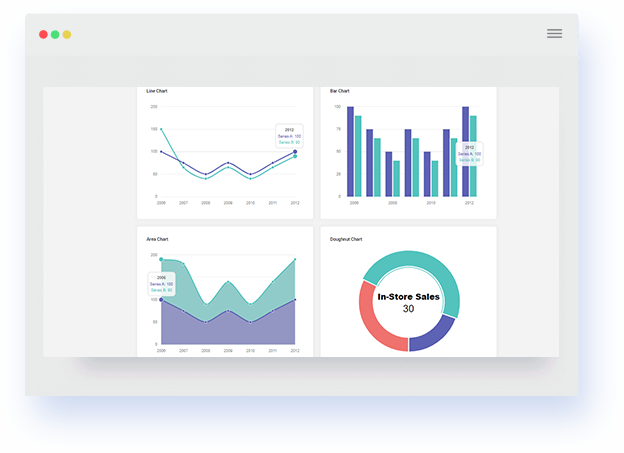 Line Chart
200
150
100
50
0
2012
Series A: 100
Series B: 90
2006 2007 2008 2009 2010 2011 2012
Bar Chart
100
75
50
25
0
2012
Series A: 100
Series B: 90
2006 2008 2010 2012
Area Chart
200
150
100
50
0
2006
Series A: 100
Series B: 90
2006 2007 2008 2009 2010 2011 2012
Doughnut Chart
In-Store Sales
30